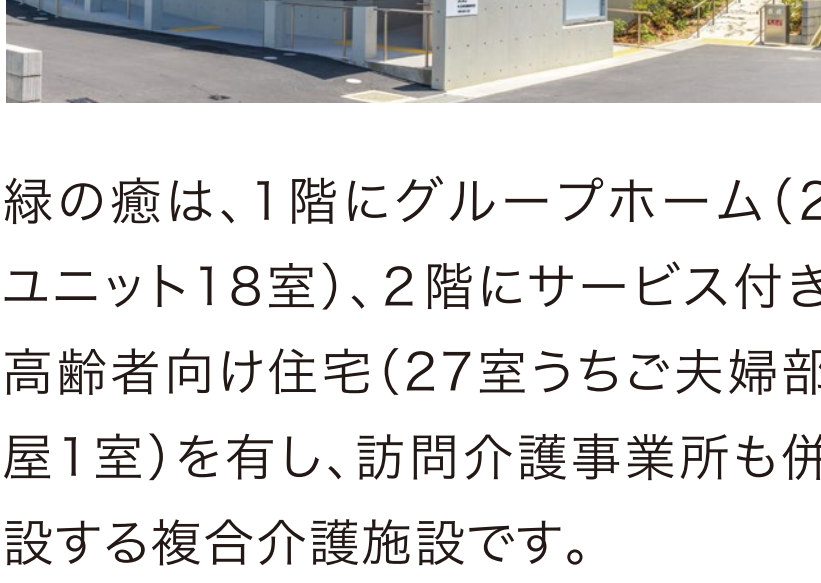 緑の癒は、1階にグループホーム（2
ユニット18室）、2階にサービス付き
高齢者向け住宅（27室うちご夫婦部
屋1室）を有し、訪問介護事業所も併
設する複合介護施設です。